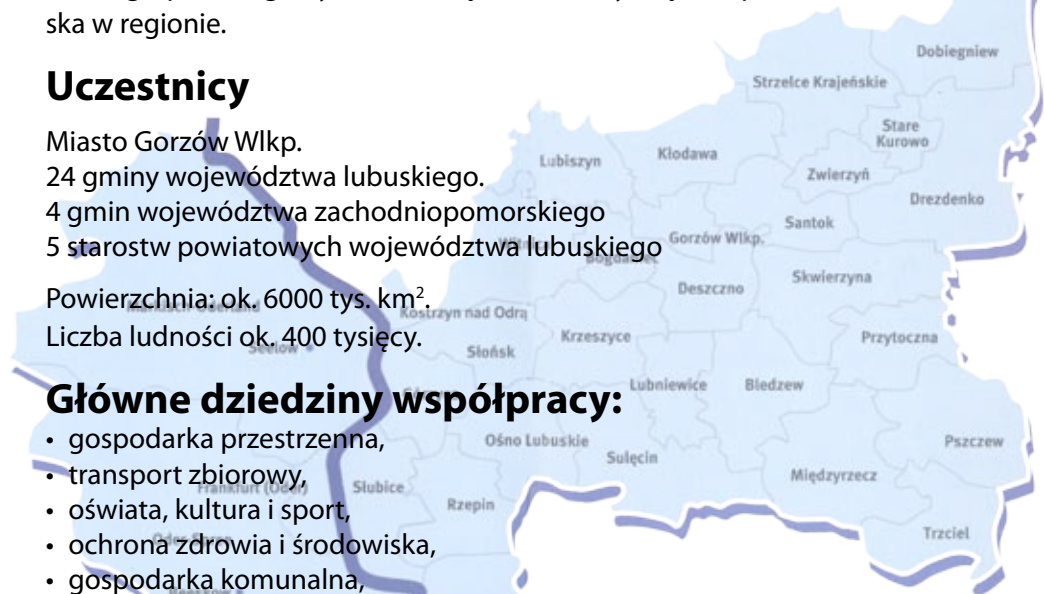 ska w regionie.
Uczestnicy
Miasto Gorzów Wlkp.
24 gminy województwa lubuskiego.
4 gmin województwa zachodniopomorskiego
5 starostw powiatowych województwa lubuskiego
Powierzchnia: ok. 6000 tys. km².
Liczba ludności ok. 400 tysięcy.
Główne dziedziny współpracy:
• gospodarka przestrzenna,
• transport zbiorowy,
• oświata, kultura i sport,
• ochrona zdrowia i środowiska,
• gospodarka komunalna,
Dobiegniew
Strzelce Krajeńskie
Stare
Kurowo
Lubiszyn
Kłodawa
Zwierzyń
Drezdenko
Santok
Gorzów Wlkp.
Skwierzyna
Deszczno
Kostrzyn nad Odrą
Krzeszyce
Przytoczna
Słońsk
Seelow
Lubniewice
Bledzew
Ośno Lubuskie
Pszczew
Sulęcin
Międzyrzecz
Frankfurt (Oder)
Słubice
Rzepin
Trzciel